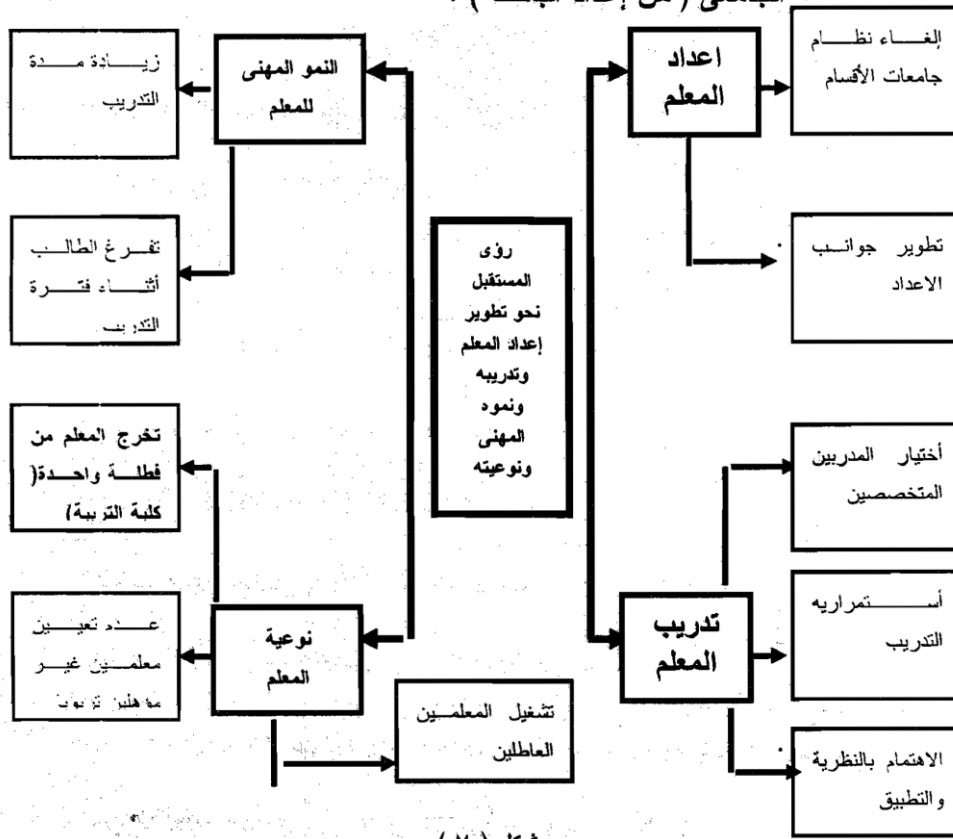 إلغاء نظام
جامعات الأقسام
اعداد
المعلم
تطوير جوانب
الاعداد
أختيار المدربين
المتخصصين
أستمراريه
التدريب
تدريب
المعلم
الاهتمام بالنظرية
والتطبيق
رؤى
المستقبل
نحو تطوير
إعداد المعلم
وتدريبه
ونموه
المهنى
ونوعيته
النمو المهنى
للمعلم
زيادة مدة
التدريب
تفرغ الطالب
أثناء فترة
التدريب
تخرج المعلم من
واحدة(
كلية التربية)
نوعية
المعلم
عدم تعيين
معلمين غير
مؤهلين تربويا
تشغيل المعلمين
العاطلين